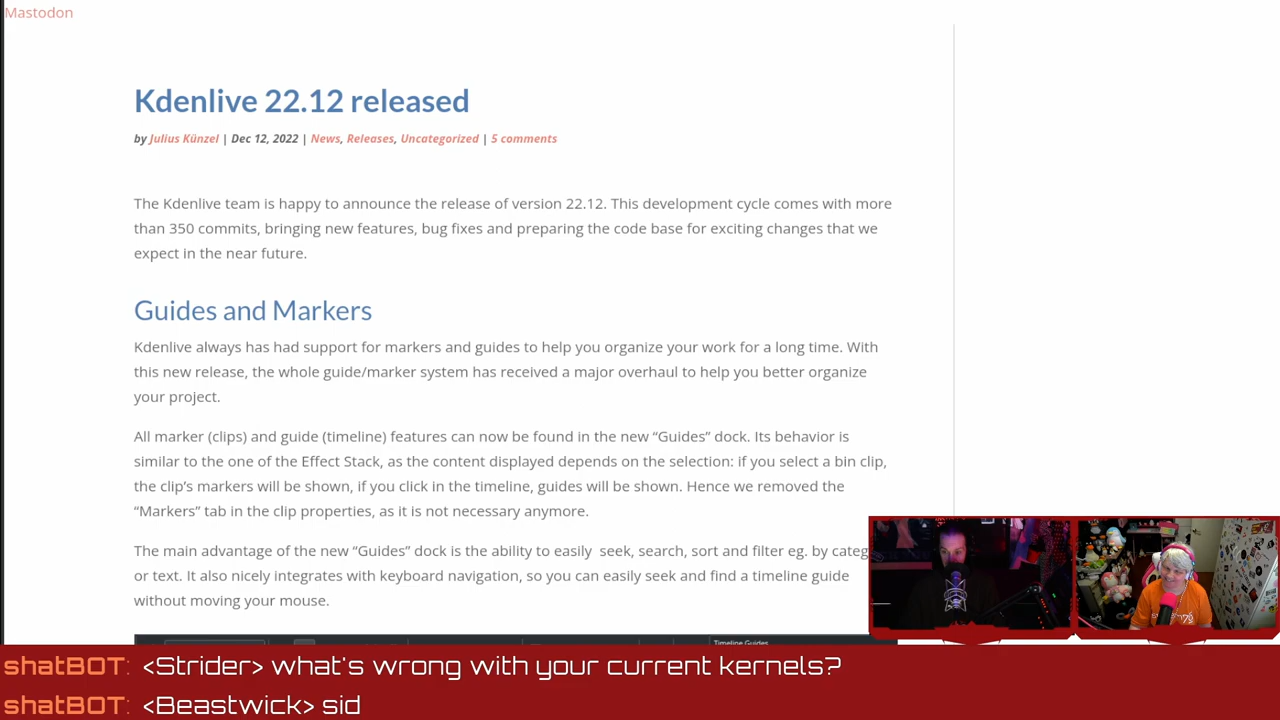 Mastodon
Kdenlive 22.12 released
by Julius Künzel | Dec 12, 2022 | News, Releases, Uncategorized | 5 comments
The Kdenlive team is happy to announce the release of version 22.12. This development cycle comes with more
than 350 commits, bringing new features, bug fixes and preparing the code base for exciting changes that we
expect in the near future.
Guides and Markers
Kdenlive always has had support for markers and guides to help you organize your work for a long time. With
this new release, the whole guide/marker system has received a major overhaul to help you better organize
your project.
All marker (clips) and guide (timeline) features can now be found in the new “Guides” dock. Its behavior is
similar to the one of the Effect Stack, as the content displayed depends on the selection: if you select a bin clip,
the clip’s markers will be shown, if you click in the timeline, guides will be shown. Hence we removed the
“Markers” tab in the clip properties, as it is not necessary anymore.
The main advantage of the new “Guides” dock is the ability to easily  seek, search, sort and filter eg. by categ
or text. It also nicely integrates with keyboard navigation, so you can easily seek and find a timeline guide
without moving your mouse.
Timeline Guides
shatBOT: <Strider> what's wrong with your current kernels?
shatBOT: <Beastwick> sid